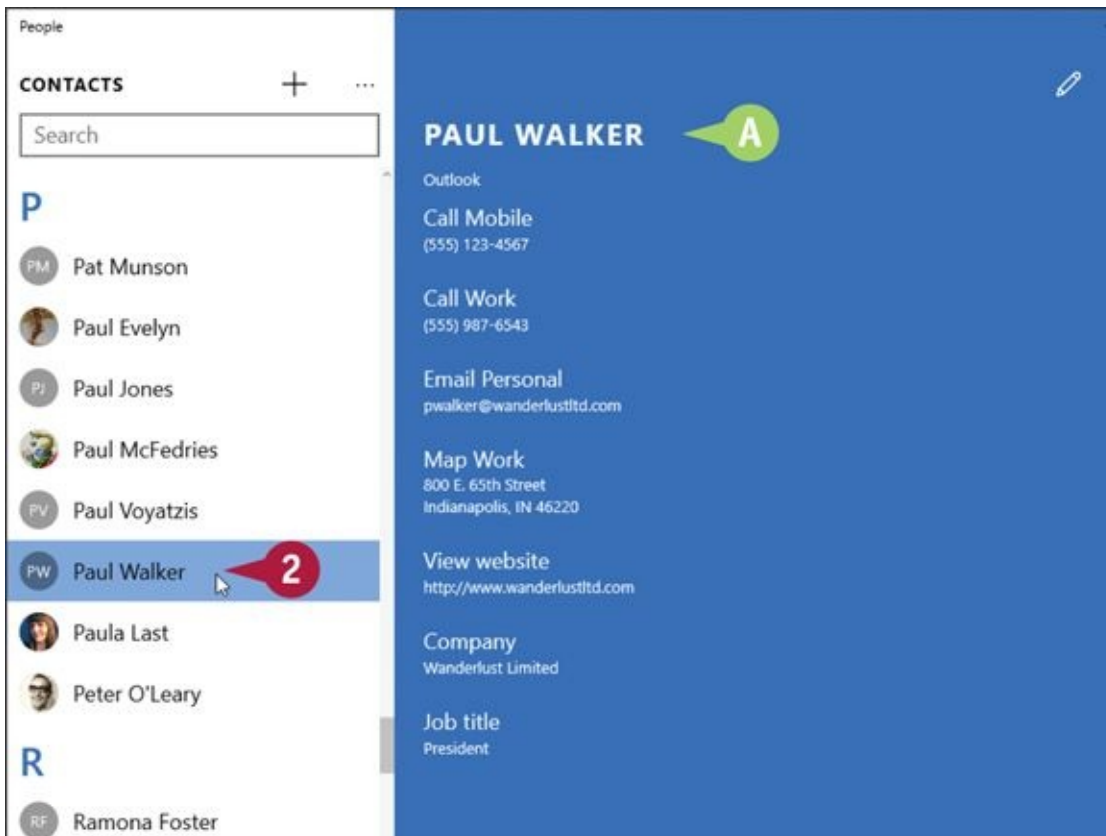 People
CONTACTS
Search
P
PM Pat Munson
Paul Evelyn
PJ Paul Jones
Paul McFedries
PV Paul Voyatzis
PW Paul Walker
2
Paula Last
Peter O'Leary
R
RF Ramona Foster
PAUL WALKER
A
Outlook
Call Mobile
(555) 123-4567
Call Work
(555) 987-6543
Email Personal
pwalker@wanderlustltd.com
Map Work
800 E. 65th Street
Indianapolis, IN 46220
View website
http://www.wanderlustltd.com
Company
Wanderlust Limited
Job title
President